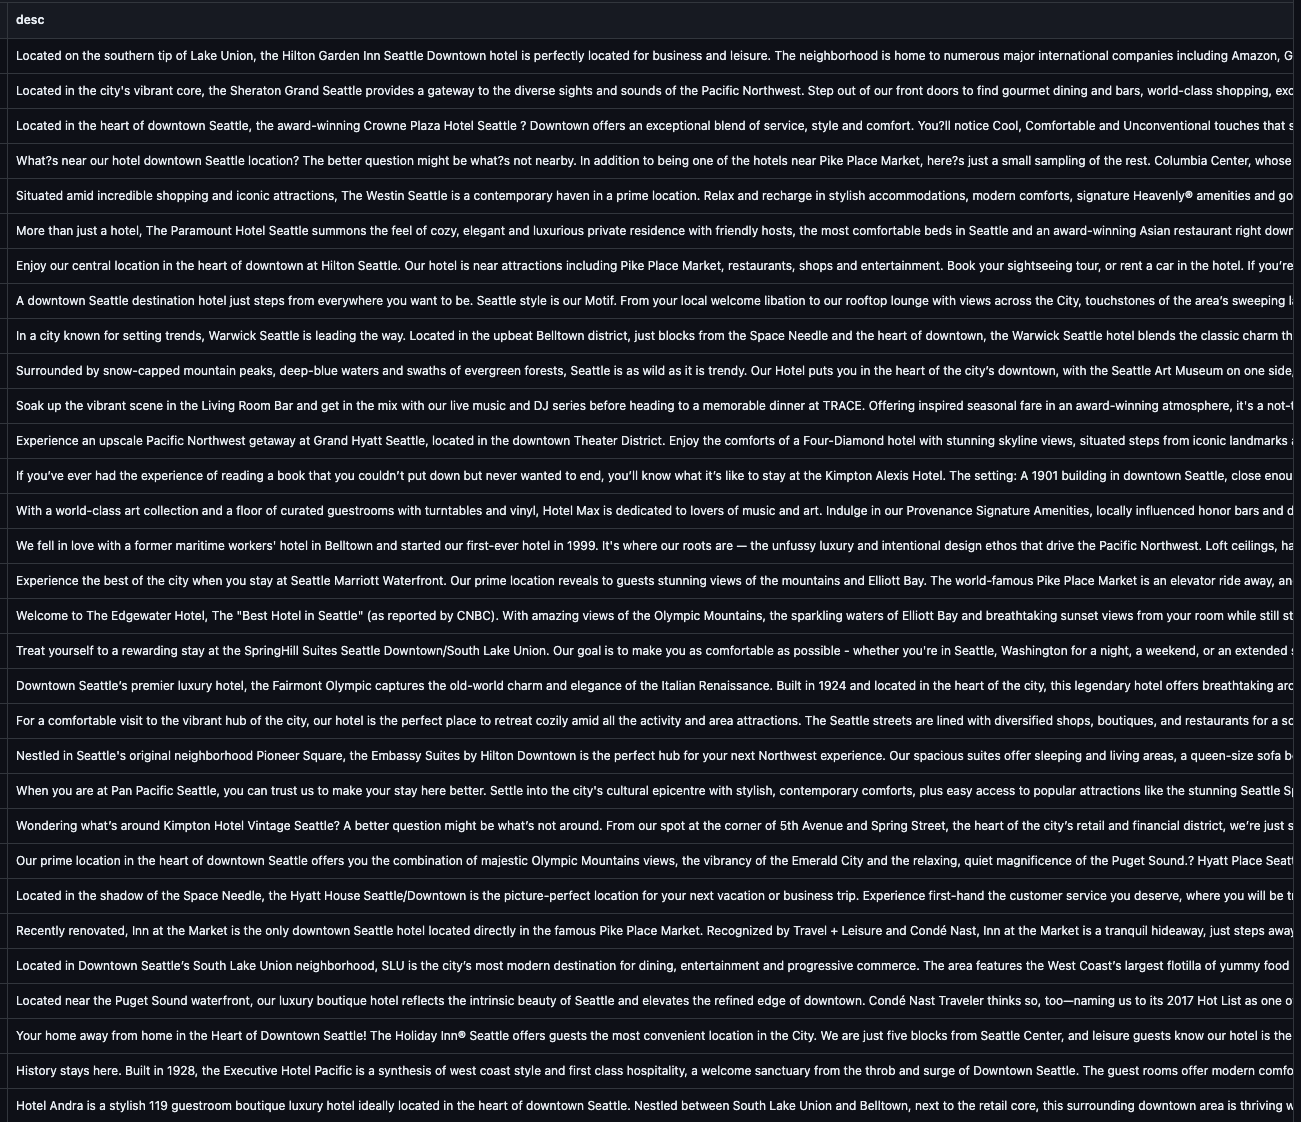 desc
Located on the southern tip of Lake Union, the Hilton Garden Inn Seattle Downtown hotel is perfectly located for business and leisure. The neighborhood is home to numerous major international companies including Amazon, G
Located in the city's vibrant core, the Sheraton Grand Seattle provides a gateway to the diverse sights and sounds of the Pacific Northwest. Step out of our front doors to find gourmet dining and bars, world-class shopping, exc
Located in the heart of downtown Seattle, the award-winning Crowne Plaza Hotel Seattle ? Downtown offers an exceptional blend of service, style and comfort. You?ll notice Cool, Comfortable and Unconventional touches that s
What?s near our hotel downtown Seattle location? The better question might be what?s not nearby. In addition to being one of the hotels near Pike Place Market, here?s just a small sampling of the rest. Columbia Center, whose
Situated amid incredible shopping and iconic attractions, The Westin Seattle is a contemporary haven in a prime location. Relax and recharge in stylish accommodations, modern comforts, signature Heavenly® amenities and go
More than just a hotel, The Paramount Hotel Seattle summons the feel of cozy, elegant and luxurious private residence with friendly hosts, the most comfortable beds in Seattle and an award-winning Asian restaurant right down
Enjoy our central location in the heart of downtown at Hilton Seattle. Our hotel is near attractions including Pike Place Market, restaurants, shops and entertainment. Book your sightseeing tour, or rent a car in the hotel. If you’re
A downtown Seattle destination hotel just steps from everywhere you want to be. Seattle style is our Motif. From your local welcome libation to our rooftop lounge with views across the City, touchstones of the area’s sweeping l
In a city known for setting trends, Warwick Seattle is leading the way. Located in the upbeat Belltown district, just blocks from the Space Needle and the heart of downtown, the Warwick Seattle hotel blends the classic charm th
Surrounded by snow-capped mountain peaks, deep-blue waters and swaths of evergreen forests, Seattle is as wild as it is trendy. Our Hotel puts you in the heart of the city’s downtown, with the Seattle Art Museum on one side,
Soak up the vibrant scene in the Living Room Bar and get in the mix with our live music and DJ series before heading to a memorable dinner at TRACE. Offering inspired seasonal fare in an award-winning atmosphere, it's a not-t
Experience an upscale Pacific Northwest getaway at Grand Hyatt Seattle, located in the downtown Theater District. Enjoy the comforts of a Four-Diamond hotel with stunning skyline views, situated steps from iconic landmarks a
If you’ve ever had the experience of reading a book that you couldn’t put down but never wanted to end, you’ll know what it’s like to stay at the Kimpton Alexis Hotel. The setting: A 1901 building in downtown Seattle, close enou
With a world-class art collection and a floor of curated guestrooms with turntables and vinyl, Hotel Max is dedicated to lovers of music and art. Indulge in our Provenance Signature Amenities, locally influenced honor bars and d
We fell in love with a former maritime workers' hotel in Belltown and started our first-ever hotel in 1999. It's where our roots are — the unfussy luxury and intentional design ethos that drive the Pacific Northwest. Loft ceilings, ha
Experience the best of the city when you stay at Seattle Marriott Waterfront. Our prime location reveals to guests stunning views of the mountains and Elliott Bay. The world-famous Pike Place Market is an elevator ride away, an
Welcome to The Edgewater Hotel, The "Best Hotel in Seattle" (as reported by CNBC). With amazing views of the Olympic Mountains, the sparkling waters of Elliott Bay and breathtaking sunset views from your room while still st
Treat yourself to a rewarding stay at the SpringHill Suites Seattle Downtown/South Lake Union. Our goal is to make you as comfortable as possible - whether you're in Seattle, Washington for a night, a weekend, or an extended s
Downtown Seattle’s premier luxury hotel, the Fairmont Olympic captures the old-world charm and elegance of the Italian Renaissance. Built in 1924 and located in the heart of the city, this legendary hotel offers breathtaking arc
For a comfortable visit to the vibrant hub of the city, our hotel is the perfect place to retreat cozily amid all the activity and area attractions. The Seattle streets are lined with diversified shops, boutiques, and restaurants for a so
Nestled in Seattle's original neighborhood Pioneer Square, the Embassy Suites by Hilton Downtown is the perfect hub for your next Northwest experience. Our spacious suites offer sleeping and living areas, a queen-size sofa b
When you are at Pan Pacific Seattle, you can trust us to make your stay here better. Settle into the city's cultural epicentre with stylish, contemporary comforts, plus easy access to popular attractions like the stunning Seattle Sp
Wondering what’s around Kimpton Hotel Vintage Seattle? A better question might be what’s not around. From our spot at the corner of 5th Avenue and Spring Street, the heart of the city’s retail and financial district, we’re just s
Our prime location in the heart of downtown Seattle offers you the combination of majestic Olympic Mountains views, the vibrancy of the Emerald City and the relaxing, quiet magnificence of the Puget Sound.? Hyatt Place Seatt
Located in the shadow of the Space Needle, the Hyatt House Seattle/Downtown is the picture-perfect location for your next vacation or business trip. Experience first-hand the customer service you deserve, where you will be tr
Recently renovated, Inn at the Market is the only downtown Seattle hotel located directly in the famous Pike Place Market. Recognized by Travel + Leisure and Condé Nast, Inn at the Market is a tranquil hideaway, just steps away
Located in Downtown Seattle’s South Lake Union neighborhood, SLU is the city’s most modern destination for dining, entertainment and progressive commerce. The area features the West Coast’s largest flotilla of yummy food
Located near the Puget Sound waterfront, our luxury boutique hotel reflects the intrinsic beauty of Seattle and elevates the refined edge of downtown. Condé Nast Traveler thinks so, too—naming us to its 2017 Hot List as one o
Your home away from home in the Heart of Downtown Seattle! The Holiday Inn® Seattle offers guests the most convenient location in the City. We are just five blocks from Seattle Center, and leisure guests know our hotel is the
History stays here. Built in 1928, the Executive Hotel Pacific is a synthesis of west coast style and first class hospitality, a welcome sanctuary from the throb and surge of Downtown Seattle. The guest rooms offer modern comfo
Hotel Andra is a stylish 119 guestroom boutique luxury hotel ideally located in the heart of downtown Seattle. Nestled between South Lake Union and Belltown, next to the retail core, this surrounding downtown area is thriving w